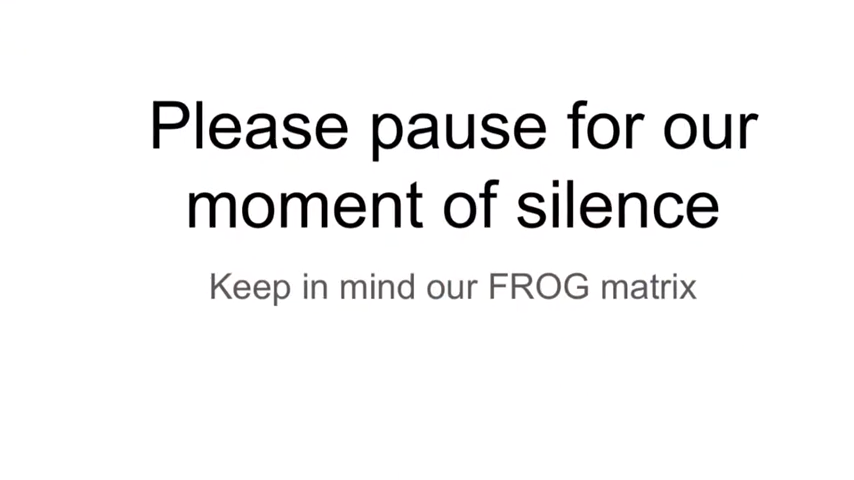 Please pause for our
moment of silence
Keep in mind our FROG matrix